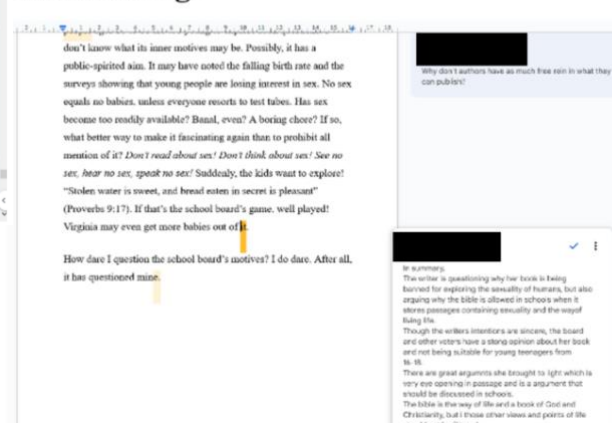 don't know what its inner motives may be. Possibly, it has a
public-spirited aim. It may have noted the falling birth rate and the
surveys showing that young people are losing interest in sex. No sex
equals no babies, unless everyone resorts to test tubes. Has sex
become too readily available? Banal, even? A boring chore? If so,
what better way to make it fascinating again than to prohibit all
mention of it? Don't read about sex! Don't think about sex! See no
sex, hear no sex, speak no sex! Suddenly, the kids want to explore!
“Stolen water is sweet, and bread eaten in secret is pleasant”
(Proverbs 9:17). If that's the school board's game, well played!
Virginia may even get more babies out of it.
How dare I question the school board's motives? I do dare. After all,
it has questioned mine.
Why don't authors have as much free rein in what they
can publish!
In summary,
The writer is questioning why her book is being
banned for exploring the sexuality of humans, but also
arguing why the bible is allowed in schools when it
stores passages containing sexuality and the wayof
living life.
Though the writers intentions are sincere, the board
and other voters have a stong opinion about her book
and not being suitable for young teenagers from
16-18.
There are great argumnts she brought to light which is
very eye opening in passage and is a argument that
should be discussed in schools.
The bible is the way of life and a book of God and
Christianity, but I those other views and points of life